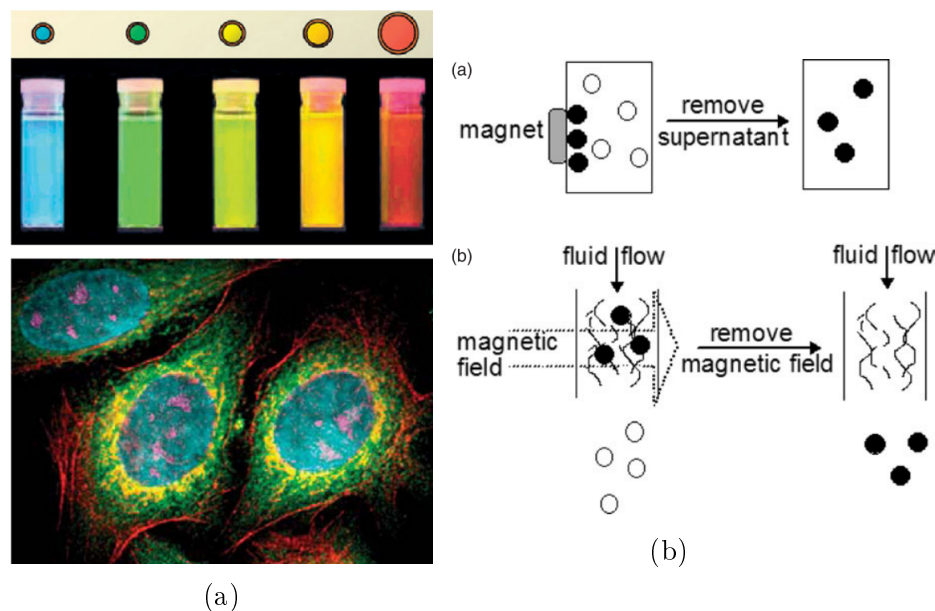 (a)
magnet
remove
supernatant
(b)
fluid flow
fluid flow
magnetic
field
remove
magnetic field
(a)
(b)